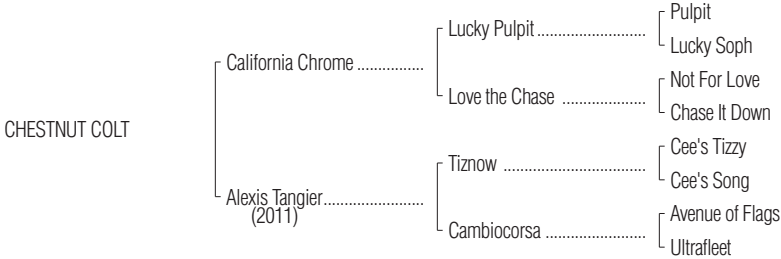 Pulpit
Lucky Pulpit ..........................
Lucky Soph
California Chrome ................
Not For Love
Love the Chase ....................
Chase It Down
CHESTNUT COLT
Cee's Tizzy
Tiznow ..................................
Cee's Song
Alexis Tangier........................
(2011)
Avenue of Flags
Cambiocorsa ........................
Ultrafleet